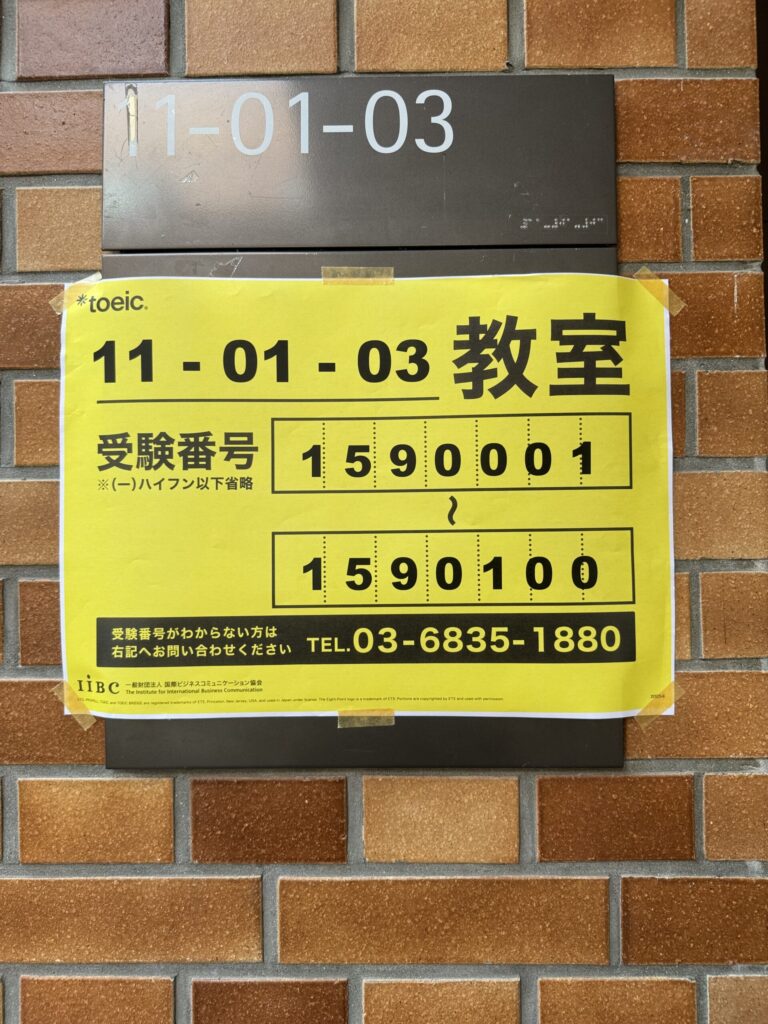 11-01-03
*toeic®
11 - 01 - 03 教室
受験番号
※(ー)ハイフン以下省略
1590001
~
1590100
受験番号がわからない方は
右記へお問い合わせください
TEL.03-6835-1880
IiBC 一般財団法人 国際ビジネスコミュニケーション協会
The Institute for International Business Communication